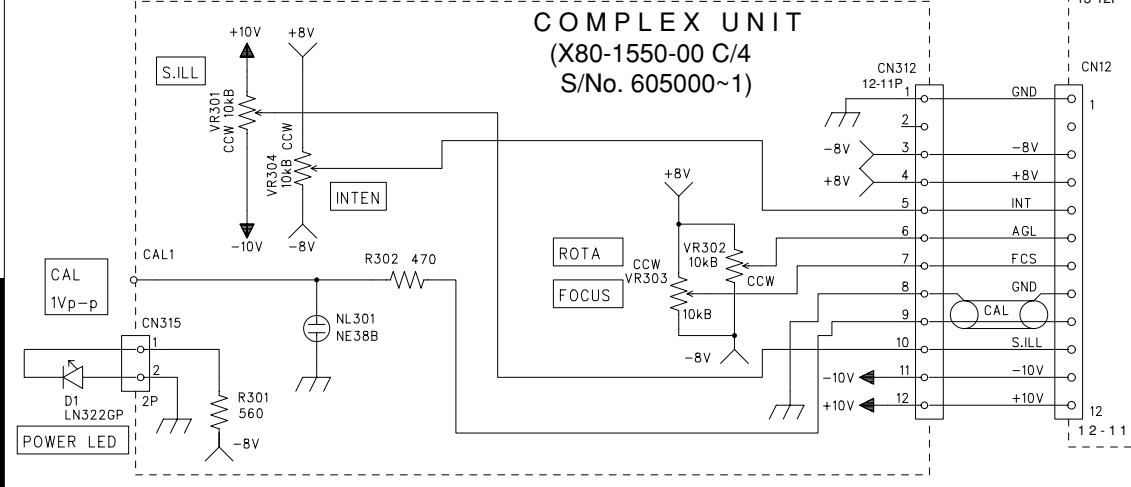 COMPLEX UNIT
(X80-1550-00 C/4
S/No. 605000~1)
+10V
+8V
S.ILL
VR301
CCW 10kB
CCW
VR304
10kB
INTEN
-10V
-8V
CAL
1Vp-p
CAL1
R302 470
NL301
NE38B
CN315
1
2
2P
D1
LN322GP
POWER LED
R301
560
-8V
+8V
ROTA
FOCUS
CCW
VR303
10kB
VR302
10kB
CCW
-8V
CN312
12-11P
CN12
1 GND 1
2
-8V 3 -8V
+8V 4 +8V
5 INT
6 AGL
7 FCS
8 GND
9 CAL
10 S.ILL
-10V 11 -10V
+10V 12 +10V 12
12-11